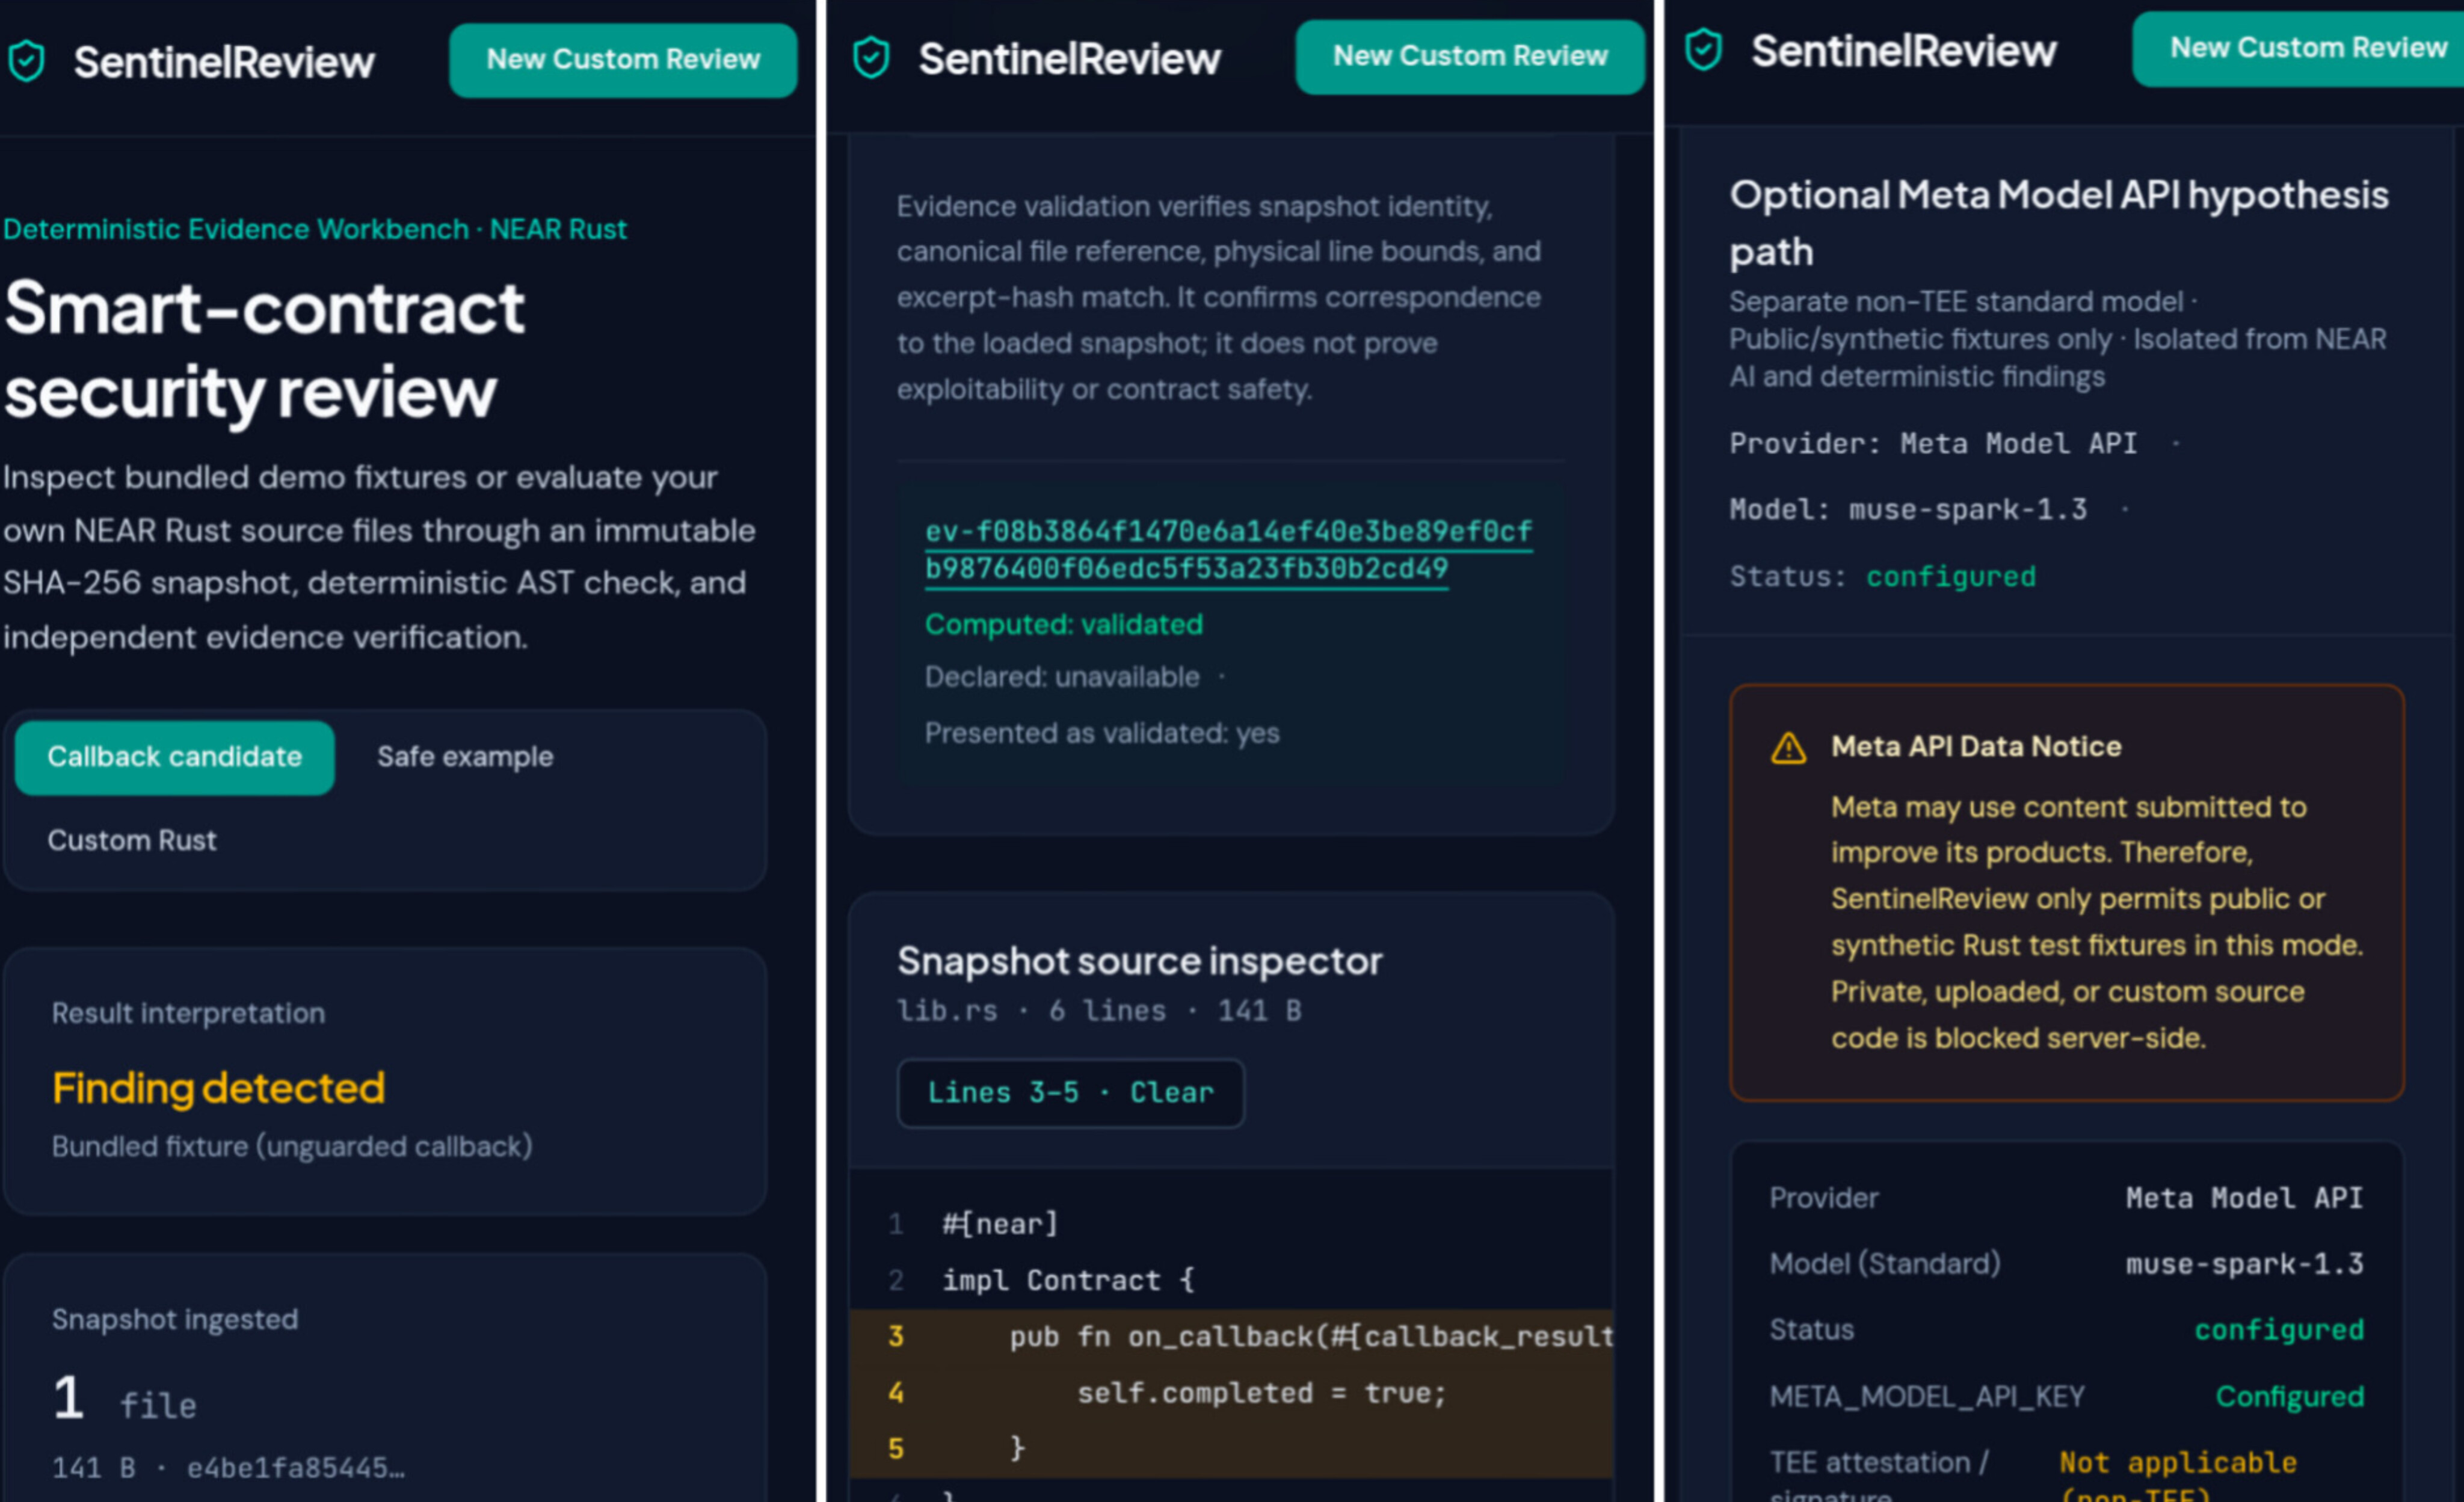 SentinelReview
New Custom Review
Deterministic Evidence Workbench · NEAR Rust
Smart-contract
security review
Inspect bundled demo fixtures or evaluate your
own NEAR Rust source files through an immutable
SHA-256 snapshot, deterministic AST check, and
independent evidence verification.
Callback candidate
Safe example
Custom Rust
Result interpretation
Finding detected
Bundled fixture (unguarded callback)
Snapshot ingested
1 file
141 B · e4be1fa85445…
SentinelReview
New Custom Review
Evidence validation verifies snapshot identity,
canonical file reference, physical line bounds, and
excerpt-hash match. It confirms correspondence
to the loaded snapshot; it does not prove
exploitability or contract safety.
ev-f08b3864f1470e6a14ef40e3be89ef0cf
b9876400f06edc5f53a23fb30b2cd49
Computed: validated
Declared: unavailable ·
Presented as validated: yes
Snapshot source inspector
lib.rs · 6 lines · 141 B
Lines 3–5 · Clear
1 #[near]
2 impl Contract {
3 pub fn on_callback(#[callback_result
4 self.completed = true;
5 }
SentinelReview
New Custom Review
Optional Meta Model API hypothesis
path
Separate non-TEE standard model ·
Public/synthetic fixtures only · Isolated from NEAR
AI and deterministic findings
Provider: Meta Model API ·
Model: muse-spark-1.3 ·
Status: configured
Meta API Data Notice
Meta may use content submitted to
improve its products. Therefore,
SentinelReview only permits public or
synthetic Rust test fixtures in this mode.
Private, uploaded, or custom source
code is blocked server-side.
Provider Meta Model API
Model (Standard) muse-spark-1.3
Status configured
META_MODEL_API_KEY Configured
TEE attestation / Not applicable
signature (non-TEE)